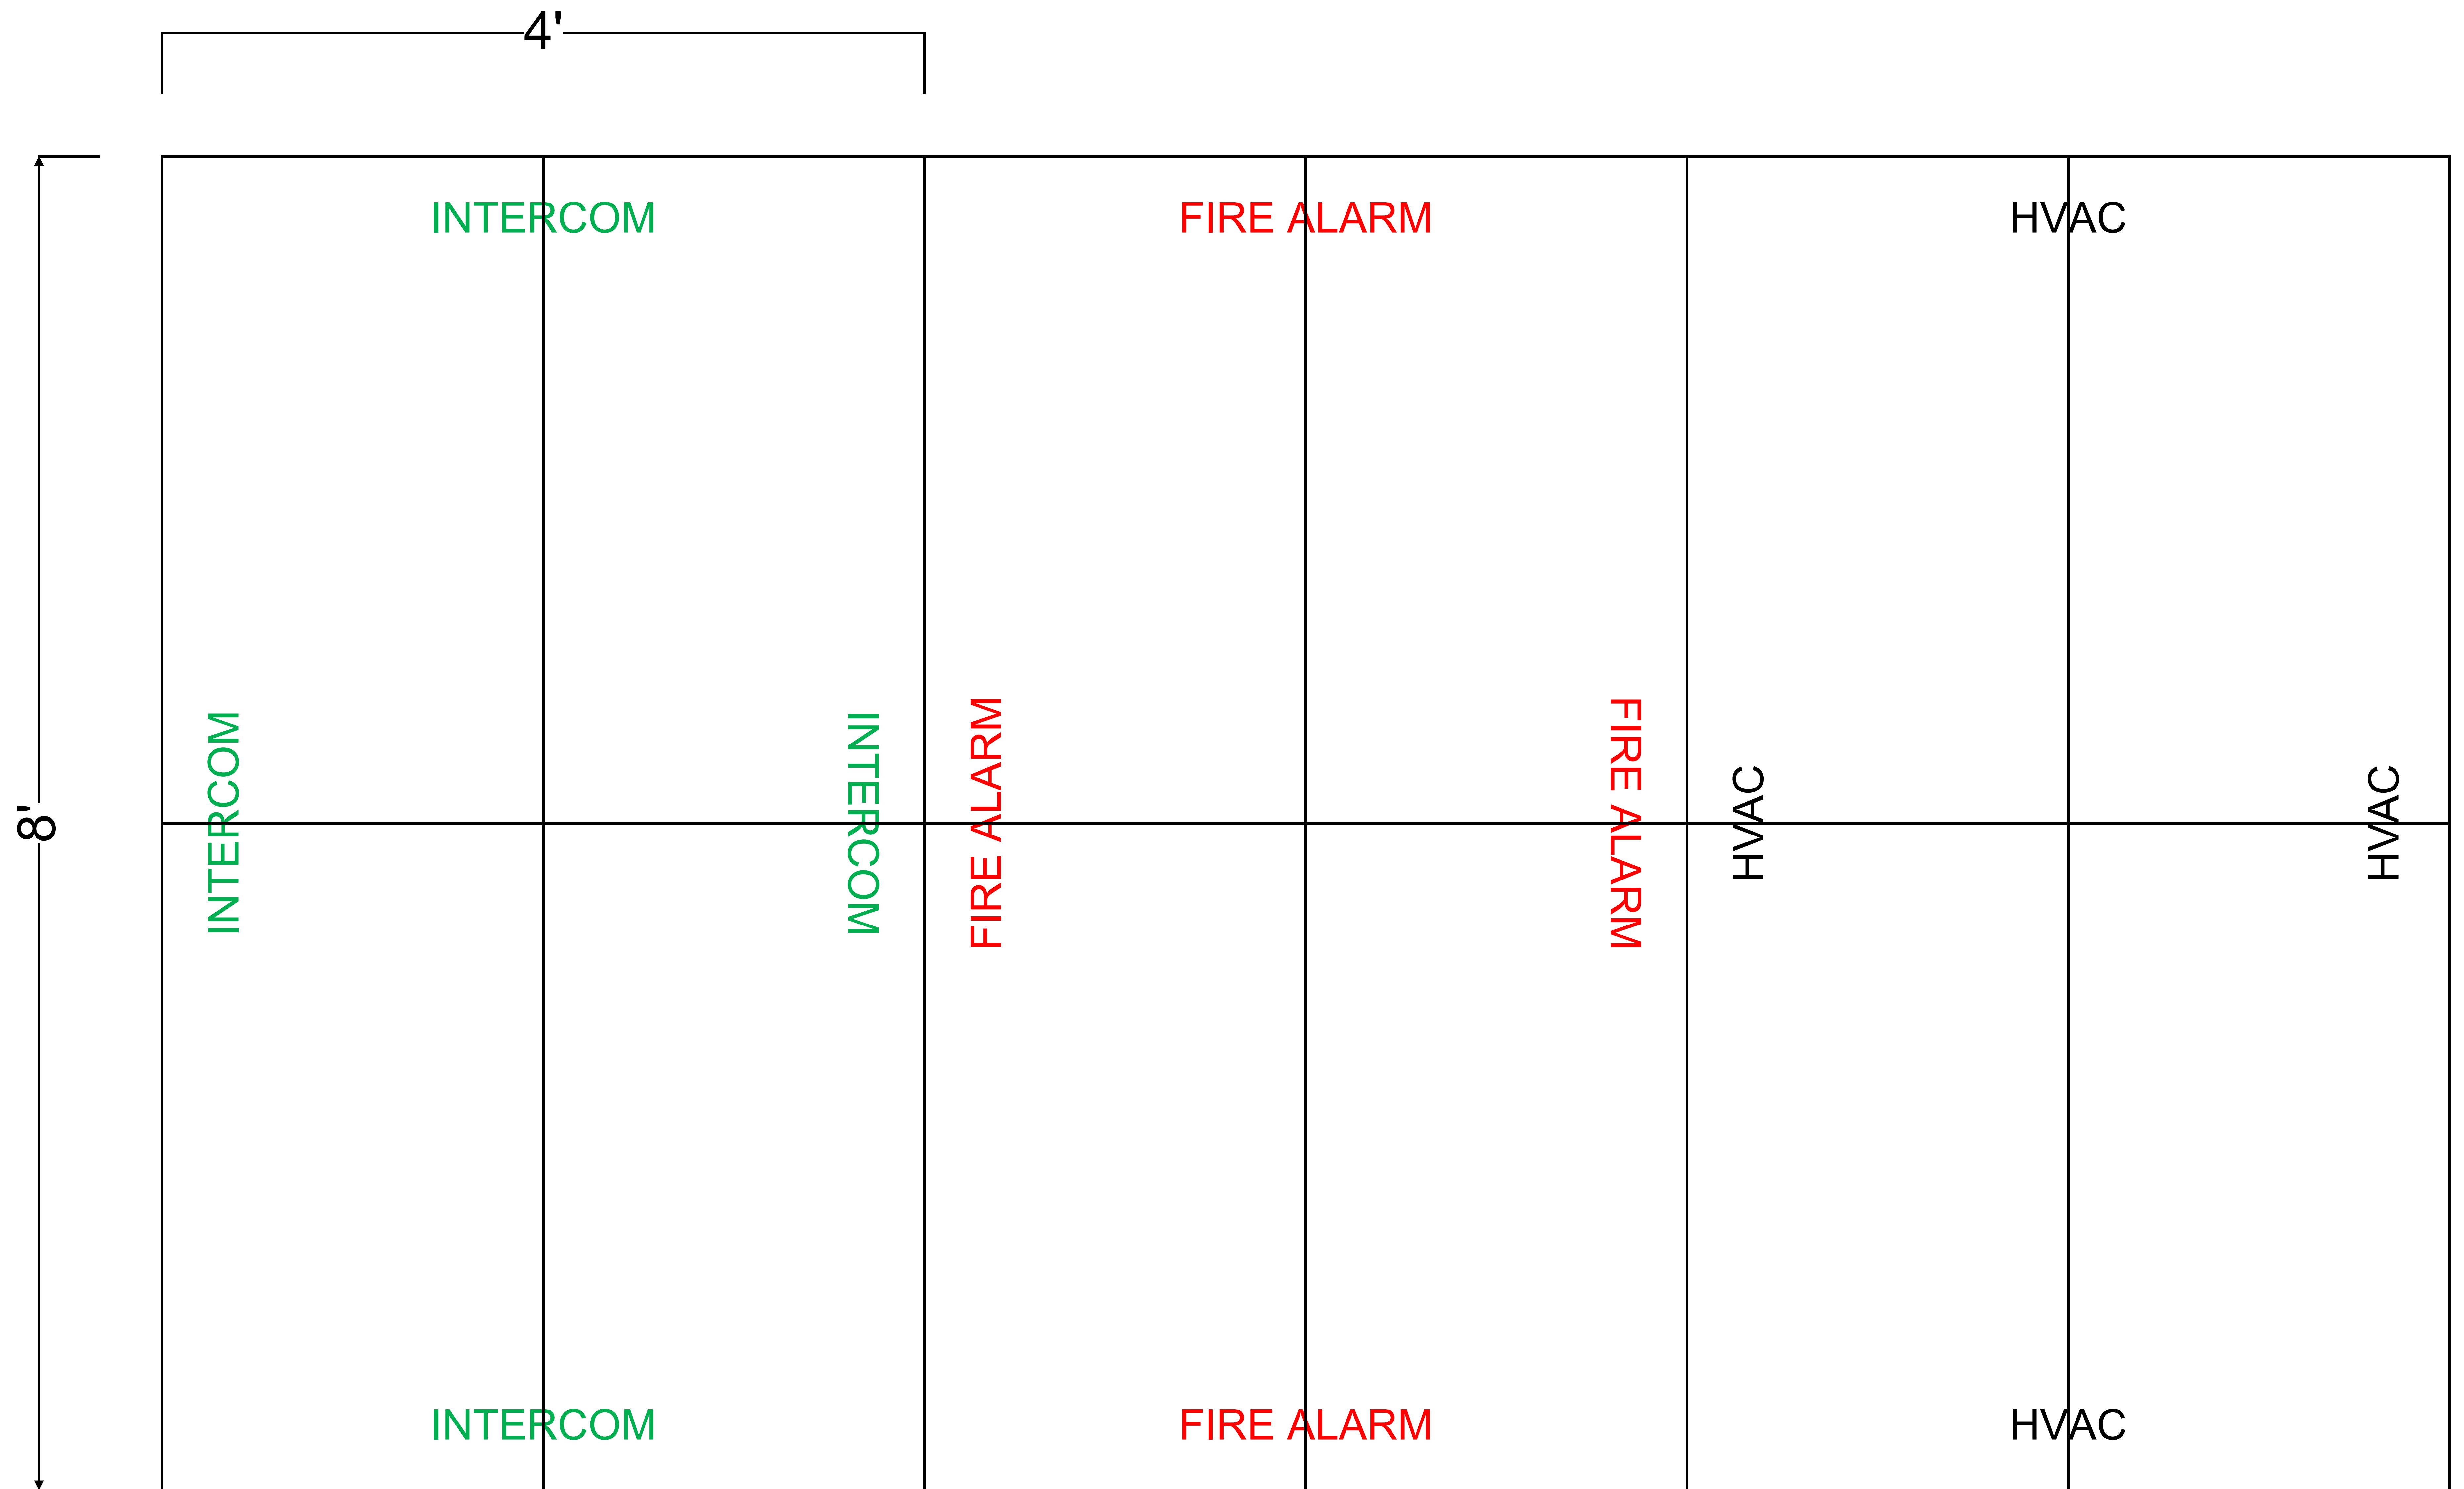 4'
INTERCOM
FIRE ALARM
HVAC
8'
INTERCOM
INTERCOM
FIRE ALARM
FIRE ALARM
HVAC
HVAC
INTERCOM
FIRE ALARM
HVAC